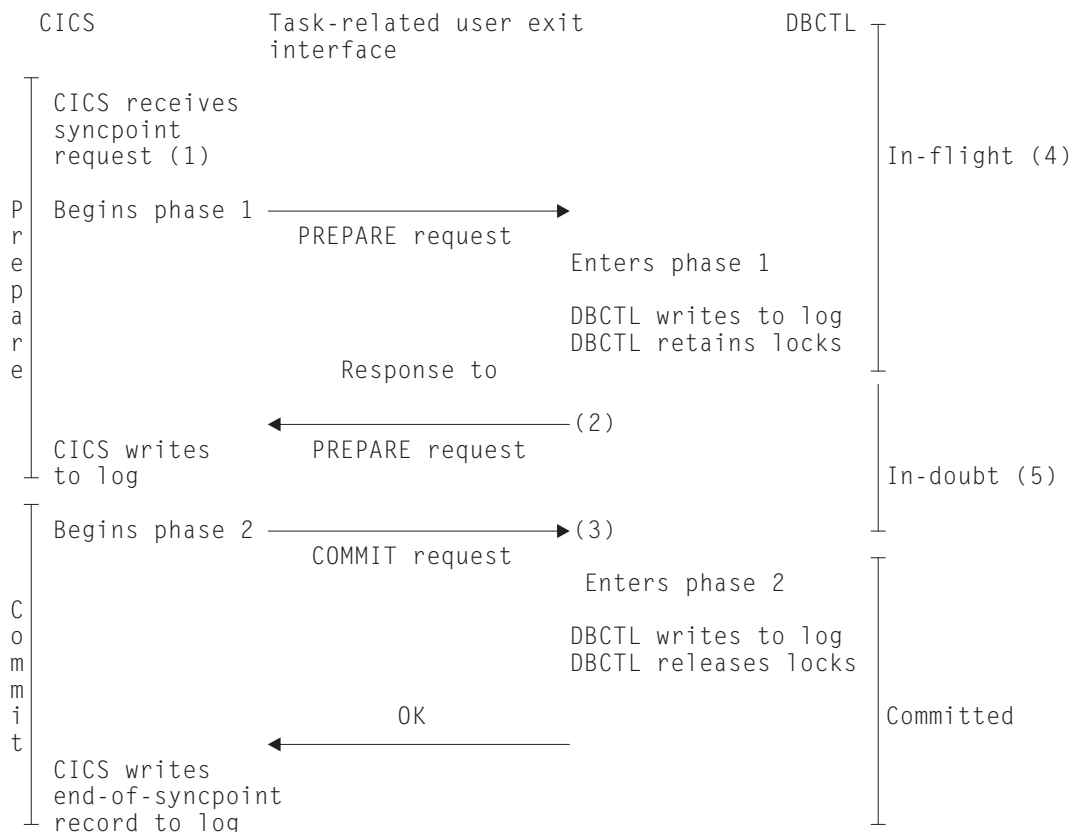 CICS
Task-related user exit
interface
DBCTL
CICS receives
syncpoint
request (1)
In-flight (4)
Prepare
Begins phase 1
PREPARE request
Enters phase 1
DBCTL writes to log
DBCTL retains locks
Response to
(2)
PREPARE request
CICS writes
to log
In-doubt (5)
Begins phase 2
(3)
COMMIT request
Enters phase 2
Commit
DBCTL writes to log
DBCTL releases locks
OK
Committed
CICS writes
end-of-syncpoint
record to log